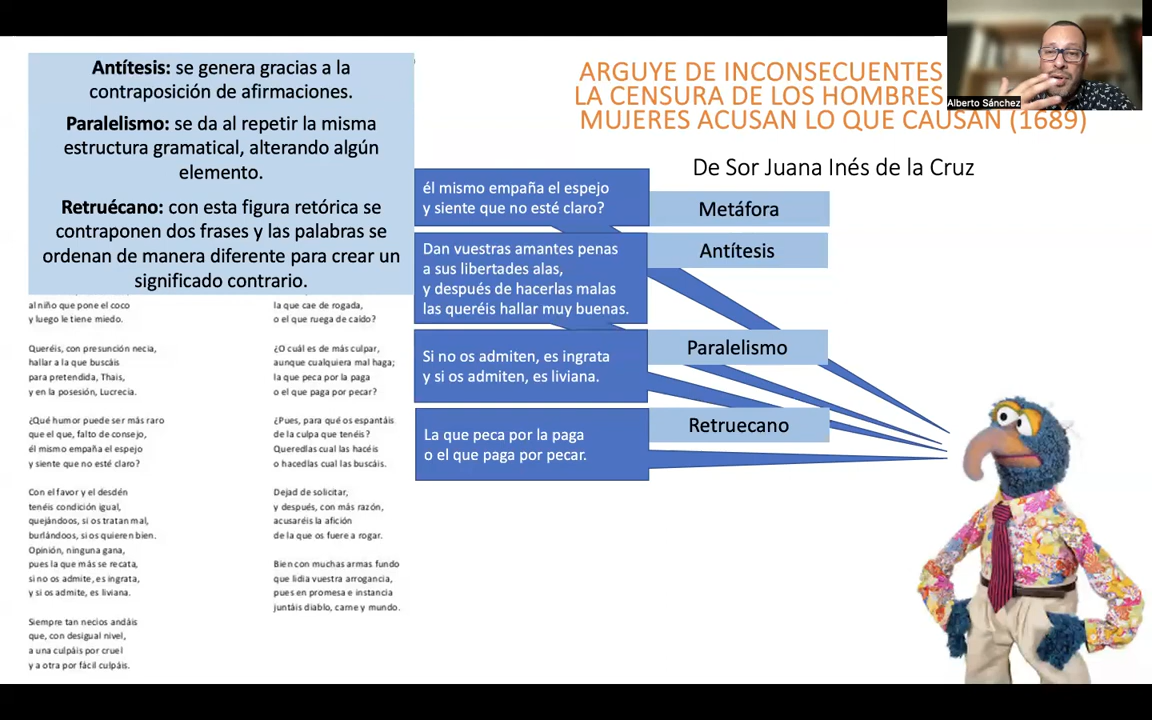 Antítesis: se genera gracias a la
contraposición de afirmaciones.
Paralelismo: se da al repetir la misma
estructura gramatical, alterando algún
elemento.
Retruécano: con esta figura retórica se
contraponen dos frases y las palabras se
ordenan de manera diferente para crear un
significado contrario.
al niño que pone el coco
y luego le tiene miedo.
Queréis, con presunción necia,
hallar a la que buscáis
para pretendida, Thais,
y en la posesión, Lucrecia.
¿Qué humor puede ser más raro
que el que, falto de consejo,
él mismo empaña el espejo
y siente que no esté claro?
Con el favor y el desdén
tenéis condición igual,
quejándoos, si os tratan mal,
burlándoos, si os quieren bien.
Opinión, ninguna gana,
pues la que más se recata,
si no os admite, es ingrata,
y si os admite, es liviana.
Siempre tan necios andáis
que, con desigual nivel,
a una culpáis por cruel
y a otra por fácil culpáis.
la que cae de rogada,
o el que ruega de caído?
¿O cuál es de más culpar,
aunque cualquiera mal haga;
la que peca por la paga
o el que paga por pecar?
¿Pues, para qué os espantáis
de la culpa que tenéis?
Queredlas cual las hacéis
o hacedlas cual las buscáis.
Dejad de solicitar,
y después, con más razón,
acusaréis la afición
de la que os fuere a rogar.
Bien con muchas armas fundo
que lidia vuestra arrogancia,
pues en promesa e instancia
juntáis diablo, carne y mundo.
ARGUYE DE INCONSECUENTES
LA CENSURA DE LOS HOMBRES
MUJERES ACUSAN LO QUE CAUSAN (1689)
De Sor Juana Inés de la Cruz
él mismo empaña el espejo
y siente que no esté claro?
Metáfora
Dan vuestras amantes penas
a sus libertades alas,
y después de hacerlas malas
las queréis hallar muy buenas.
Antítesis
Si no os admiten, es ingrata
y si os admiten, es liviana.
Paralelismo
La que peca por la paga
o el que paga por pecar.
Retruecano
Alberto Sánchez